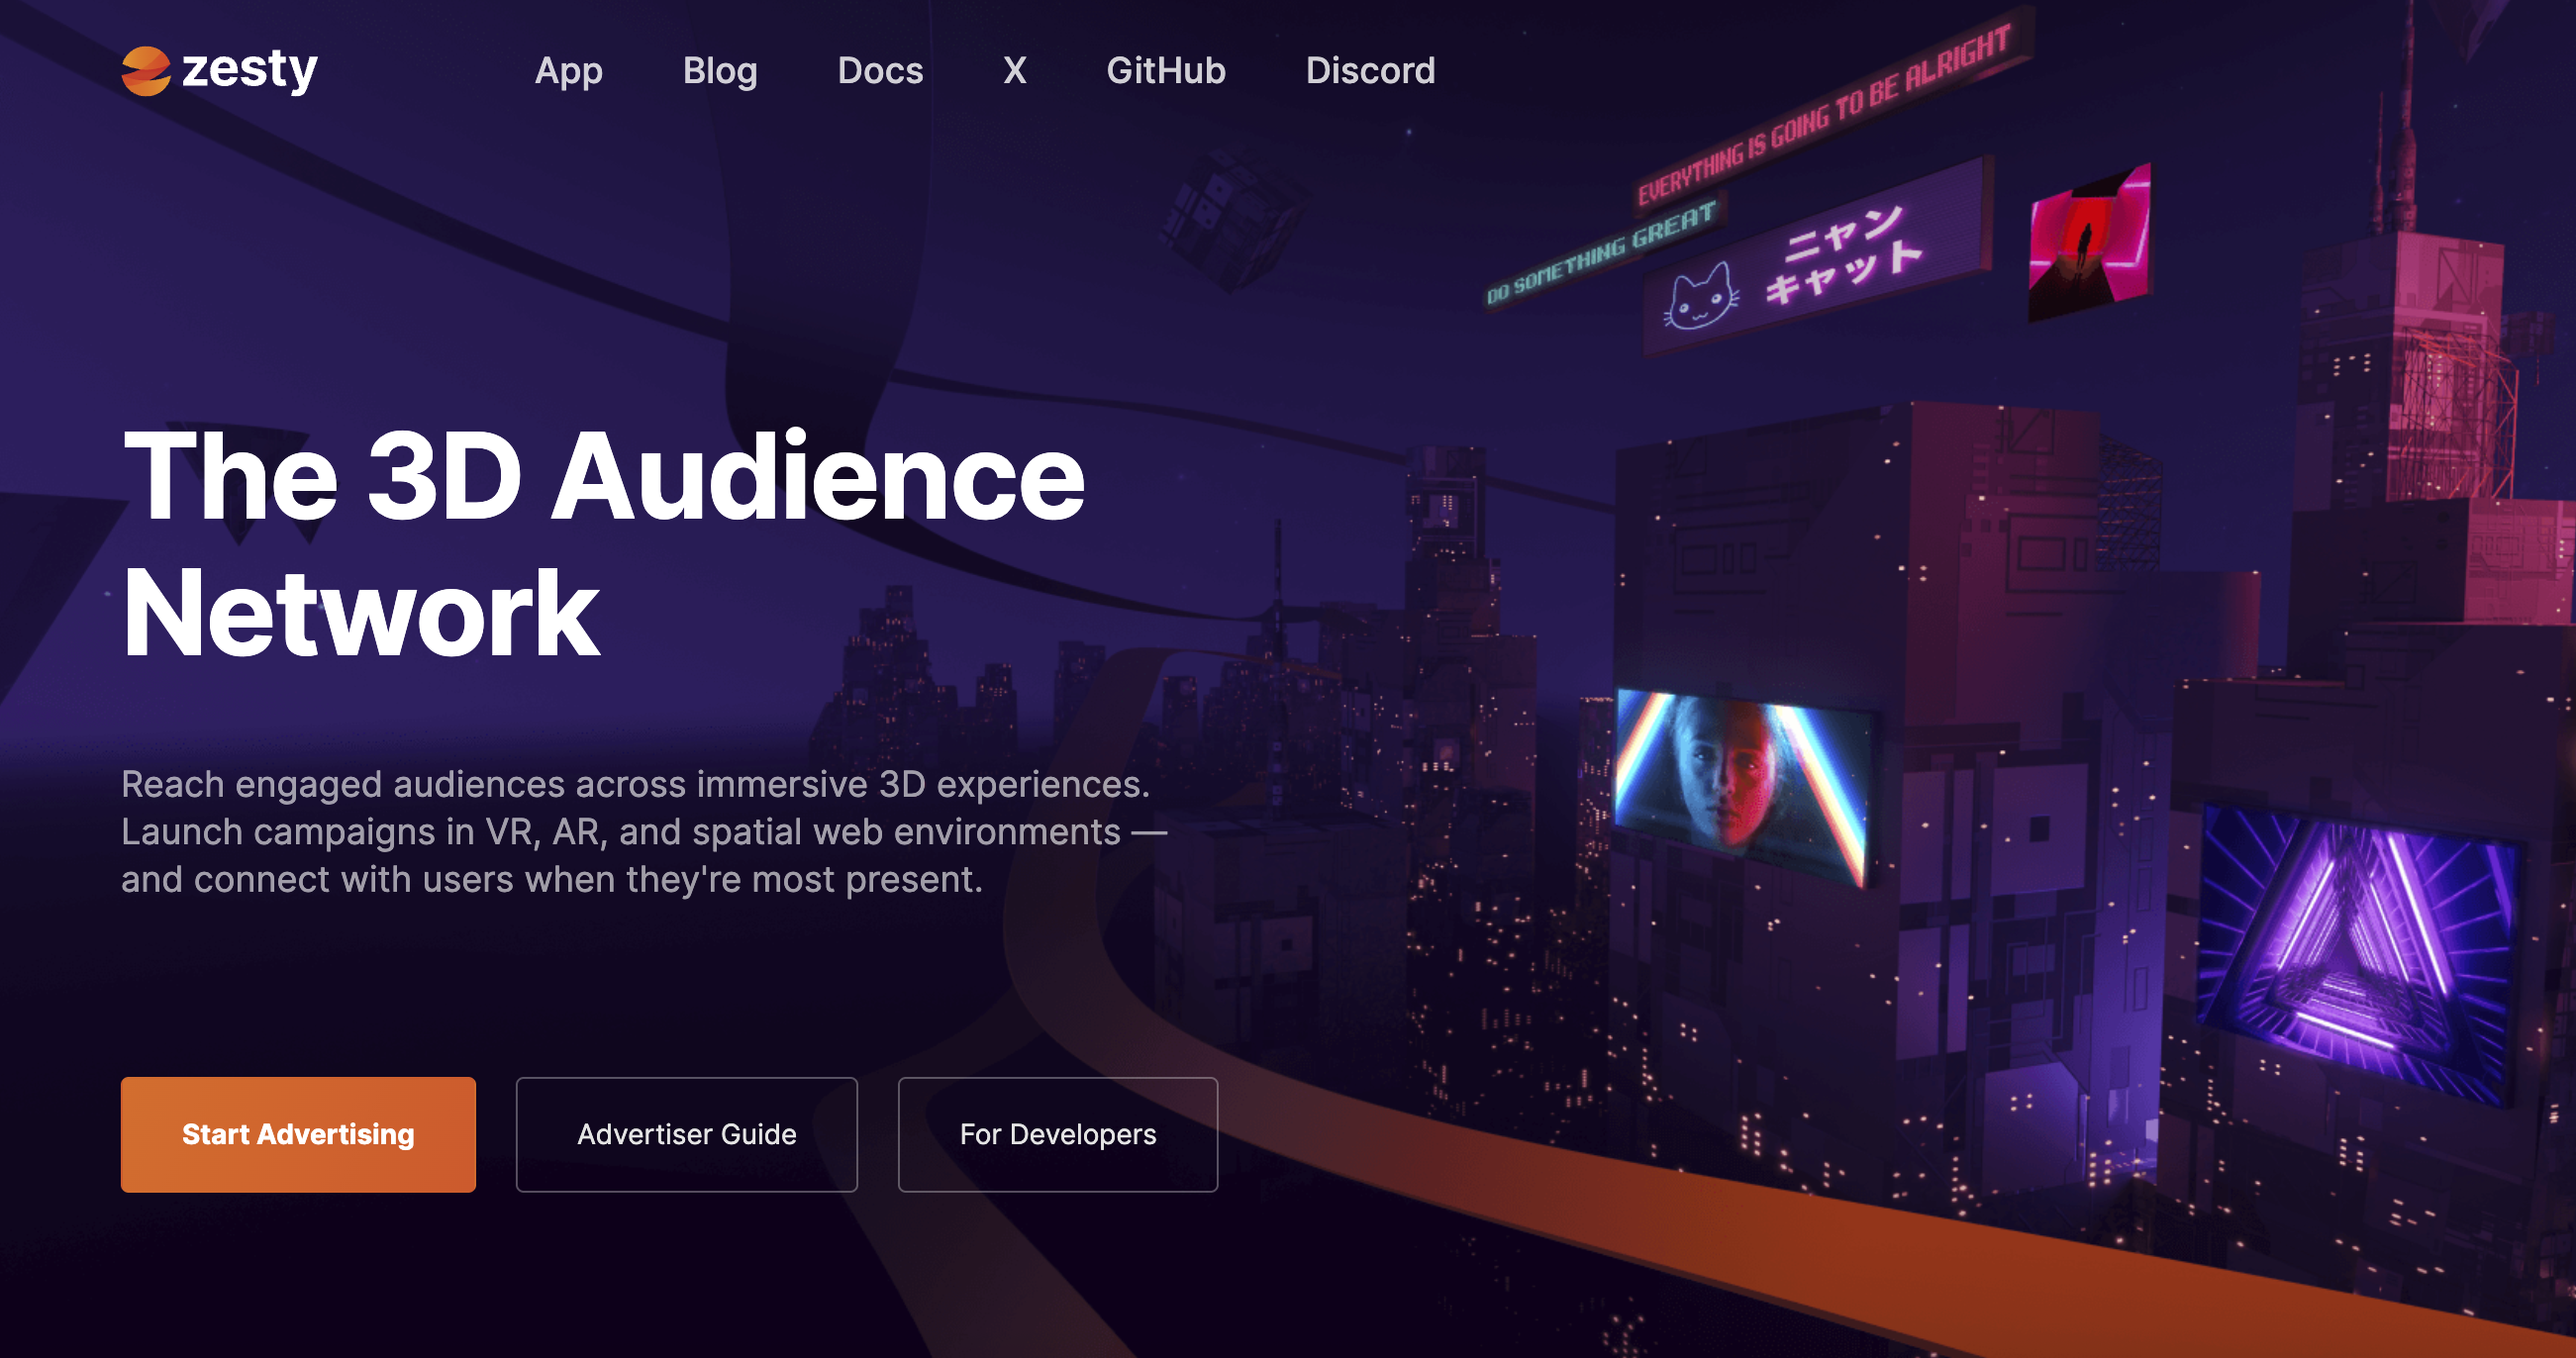 zesty
App
Blog
Docs
X
GitHub
Discord
EVERYTHING IS GOING TO BE ALRIGHT
DO SOMETHING GREAT
ニャン
キャット
The 3D Audience
Network
Reach engaged audiences across immersive 3D experiences.
Launch campaigns in VR, AR, and spatial web environments —
and connect with users when they're most present.
Start Advertising
Advertiser Guide
For Developers